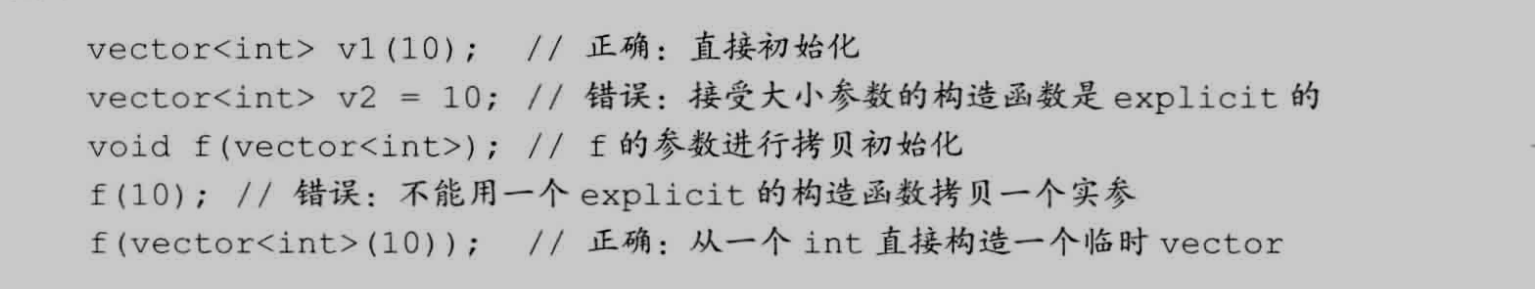 vector<int> v1(10);  // 正确：直接初始化
vector<int> v2 = 10; // 错误：接受大小参数的构造函数是 explicit 的
void f(vector<int>); // f 的参数进行拷贝初始化
f(10); // 错误：不能用一个 explicit 的构造函数拷贝一个实参
f(vector<int>(10));  // 正确：从一个 int 直接构造一个临时 vector